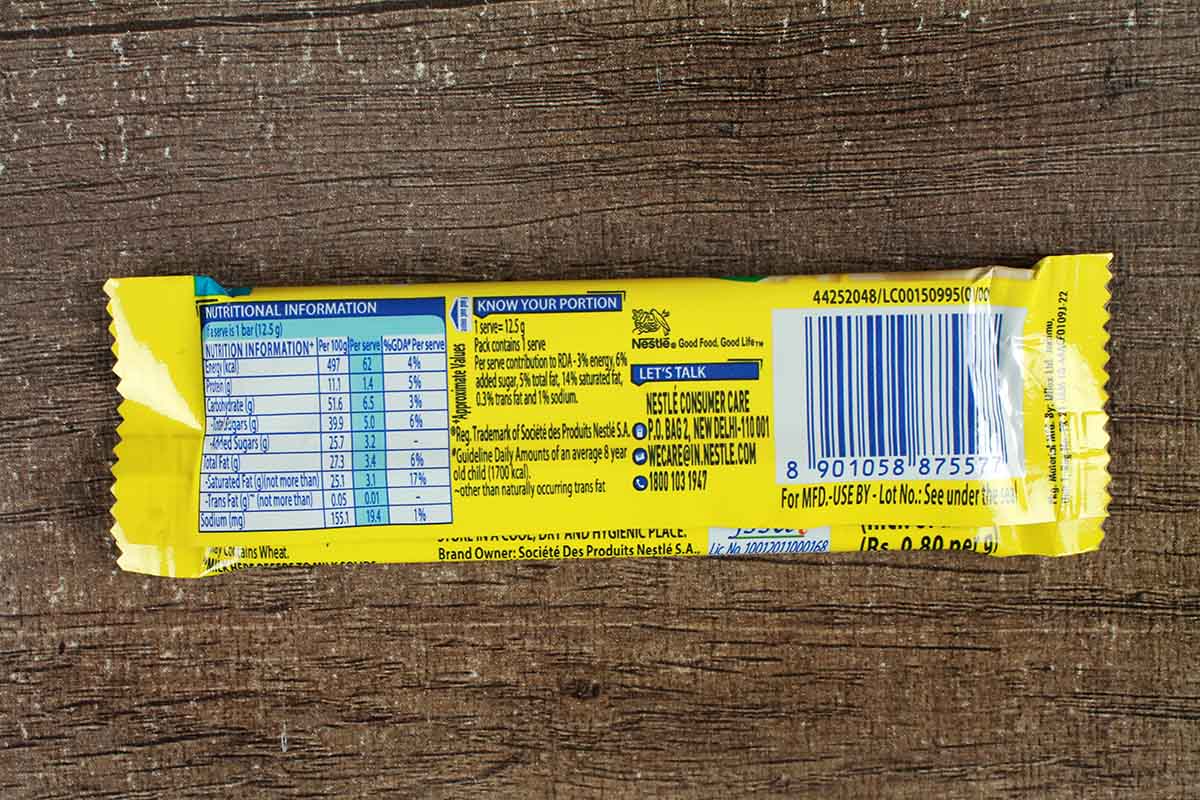 NUTRITIONAL INFORMATION
1 serve is 1 bar (12.5 g)
NUTRITION INFORMATION+ Per 100g Per serve %GDA# Per serve
Energy (kcal) 497 62 4%
Protein (g) 11.1 1.4 5%
Carbohydrate (g) 51.6 6.5 3%
Sugars (g) 39.9 5.0 6%
-Added Sugars (g) 25.7 3.2 -
Total Fat (g) 27.3 3.4 6%
-Saturated Fat (g)(not more than) 25.1 3.1 17%
-Trans Fat (g)~ (not more than) 0.05 0.01 -
Sodium (mg) 155.1 19.4 1%
+Approximate Values
KNOW YOUR PORTION
1 serve= 12.5 g
Pack contains 1 serve
Per serve contribution to RDA - 3% energy, 6%
added sugar, 5% total fat, 14% saturated fat,
0.3% trans fat and 1% sodium.
®Reg. Trademark of Société des Produits Nestlé S.A.
#Guideline Daily Amounts of an average 8 year
old child (1700 kcal).
~other than naturally occurring trans fat
Nestlé® Good Food, Good Life™
LET'S TALK
NESTLÉ CONSUMER CARE
P.O. BAG 2, NEW DELHI-110 001
WECARE@IN.NESTLE.COM
1800 103 1947
44252048/LC00150995(0)/00
8 901058 875577
For MFD.-USE BY - Lot No.: See under the seal
Contains Wheat.
STORE IN A COOL, DRY AND HYGIENIC PLACE.
Brand Owner: Société Des Produits Nestlé S.A.,
fssai
Lic. No. 10012011000168
(Rs. 0.80 per g)